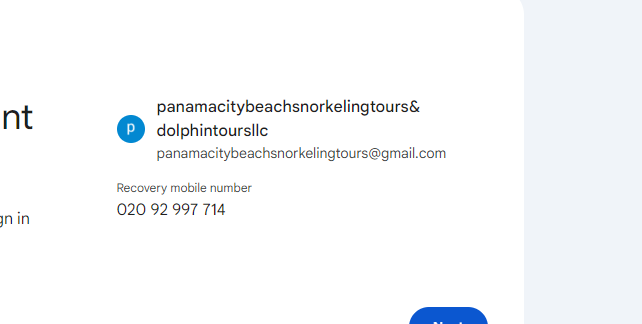 nt
panamacitybeachsnorkelingtours&
dolphintoursllc
p
panamacitybeachsnorkelingtours@gmail.com
Recovery mobile number
020 92 997 714
gn in